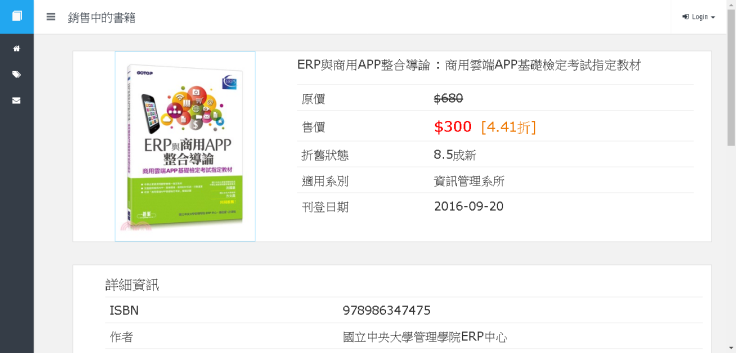 銷售中的書籍
Login
ERP與商用APP整合導論：商用雲端APP基礎檢定考試指定教材
原價 $680
售價 $300 [4.41折]
折舊狀態 8.5成新
適用系別 資訊管理系所
刊登日期 2016-09-20
ERP與商用APP
整合導論
商用雲端APP基礎檢定考試指定教材
詳細資訊
ISBN 978986347475
作者 國立中央大學管理學院ERP中心